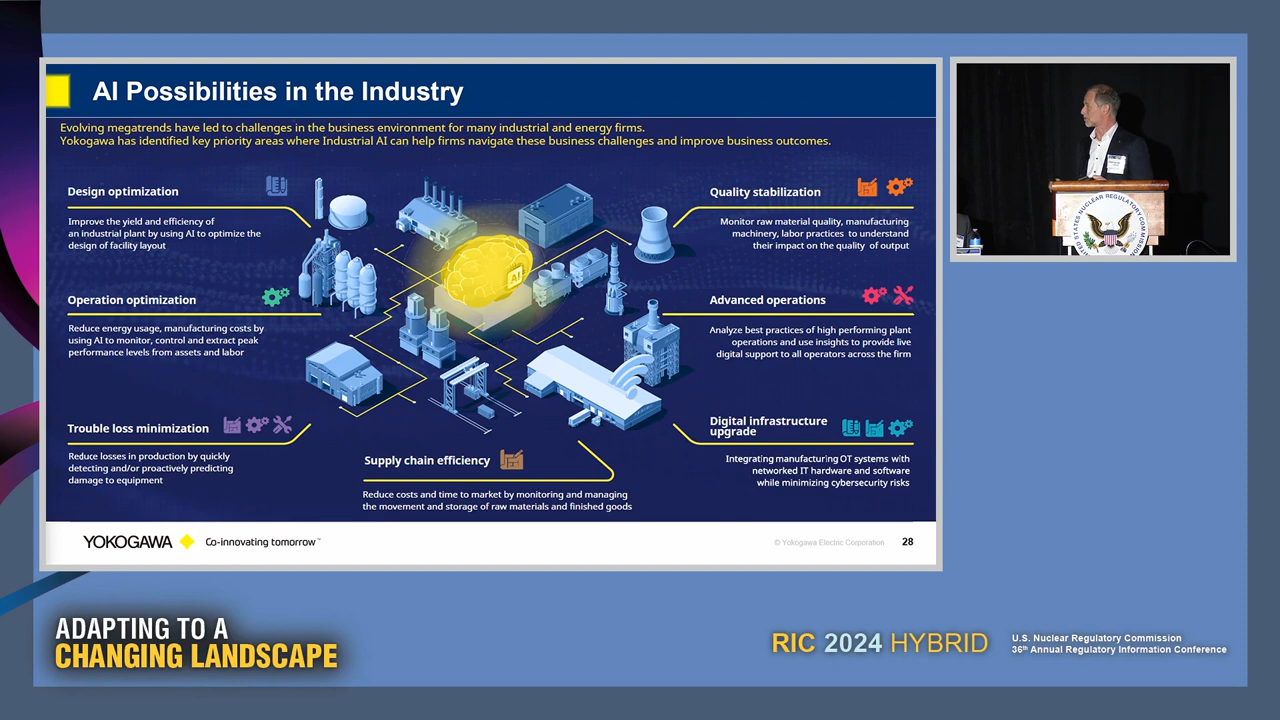 AI Possibilities in the Industry
Evolving megatrends have led to challenges in the business environment for many industrial and energy firms.
Yokogawa has identified key priority areas where Industrial AI can help firms navigate these business challenges and improve business outcomes.
Design optimization
Improve the yield and efficiency of
an industrial plant by using AI to optimize the
design of facility layout
Operation optimization
Reduce energy usage, manufacturing costs by
using AI to monitor, control and extract peak
performance levels from assets and labor
Trouble loss minimization
Reduce losses in production by quickly
detecting and/or proactively predicting
damage to equipment
AI
Supply chain efficiency
Reduce costs and time to market by monitoring and managing
the movement and storage of raw materials and finished goods
Quality stabilization
Monitor raw material quality, manufacturing
machinery, labor practices to understand
their impact on the quality of output
Advanced operations
Analyze best practices of high performing plant
operations and use insights to provide live
digital support to all operators across the firm
Digital infrastructure
upgrade
Integrating manufacturing OT systems with
networked IT hardware and software
while minimizing cybersecurity risks
YOKOGAWA Co-innovating tomorrow™
© Yokogawa Electric Corporation 28
UNITED STATES NUCLEAR REGULATORY COMMISSION
ADAPTING TO A
CHANGING LANDSCAPE
RIC 2024 HYBRID
U.S. Nuclear Regulatory Commission
36th Annual Regulatory Information Conference